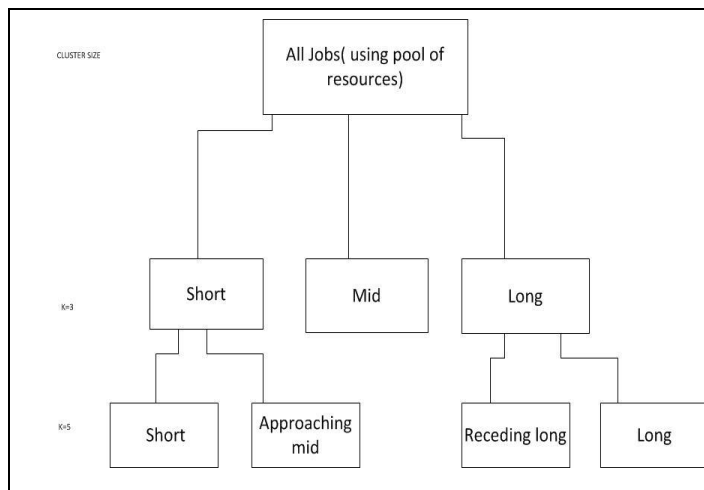 CLUSTER SIZE
All Jobs( using pool of
resources)
K=3
Short
Mid
Long
K=5
Short
Approaching
mid
Receding long
Long